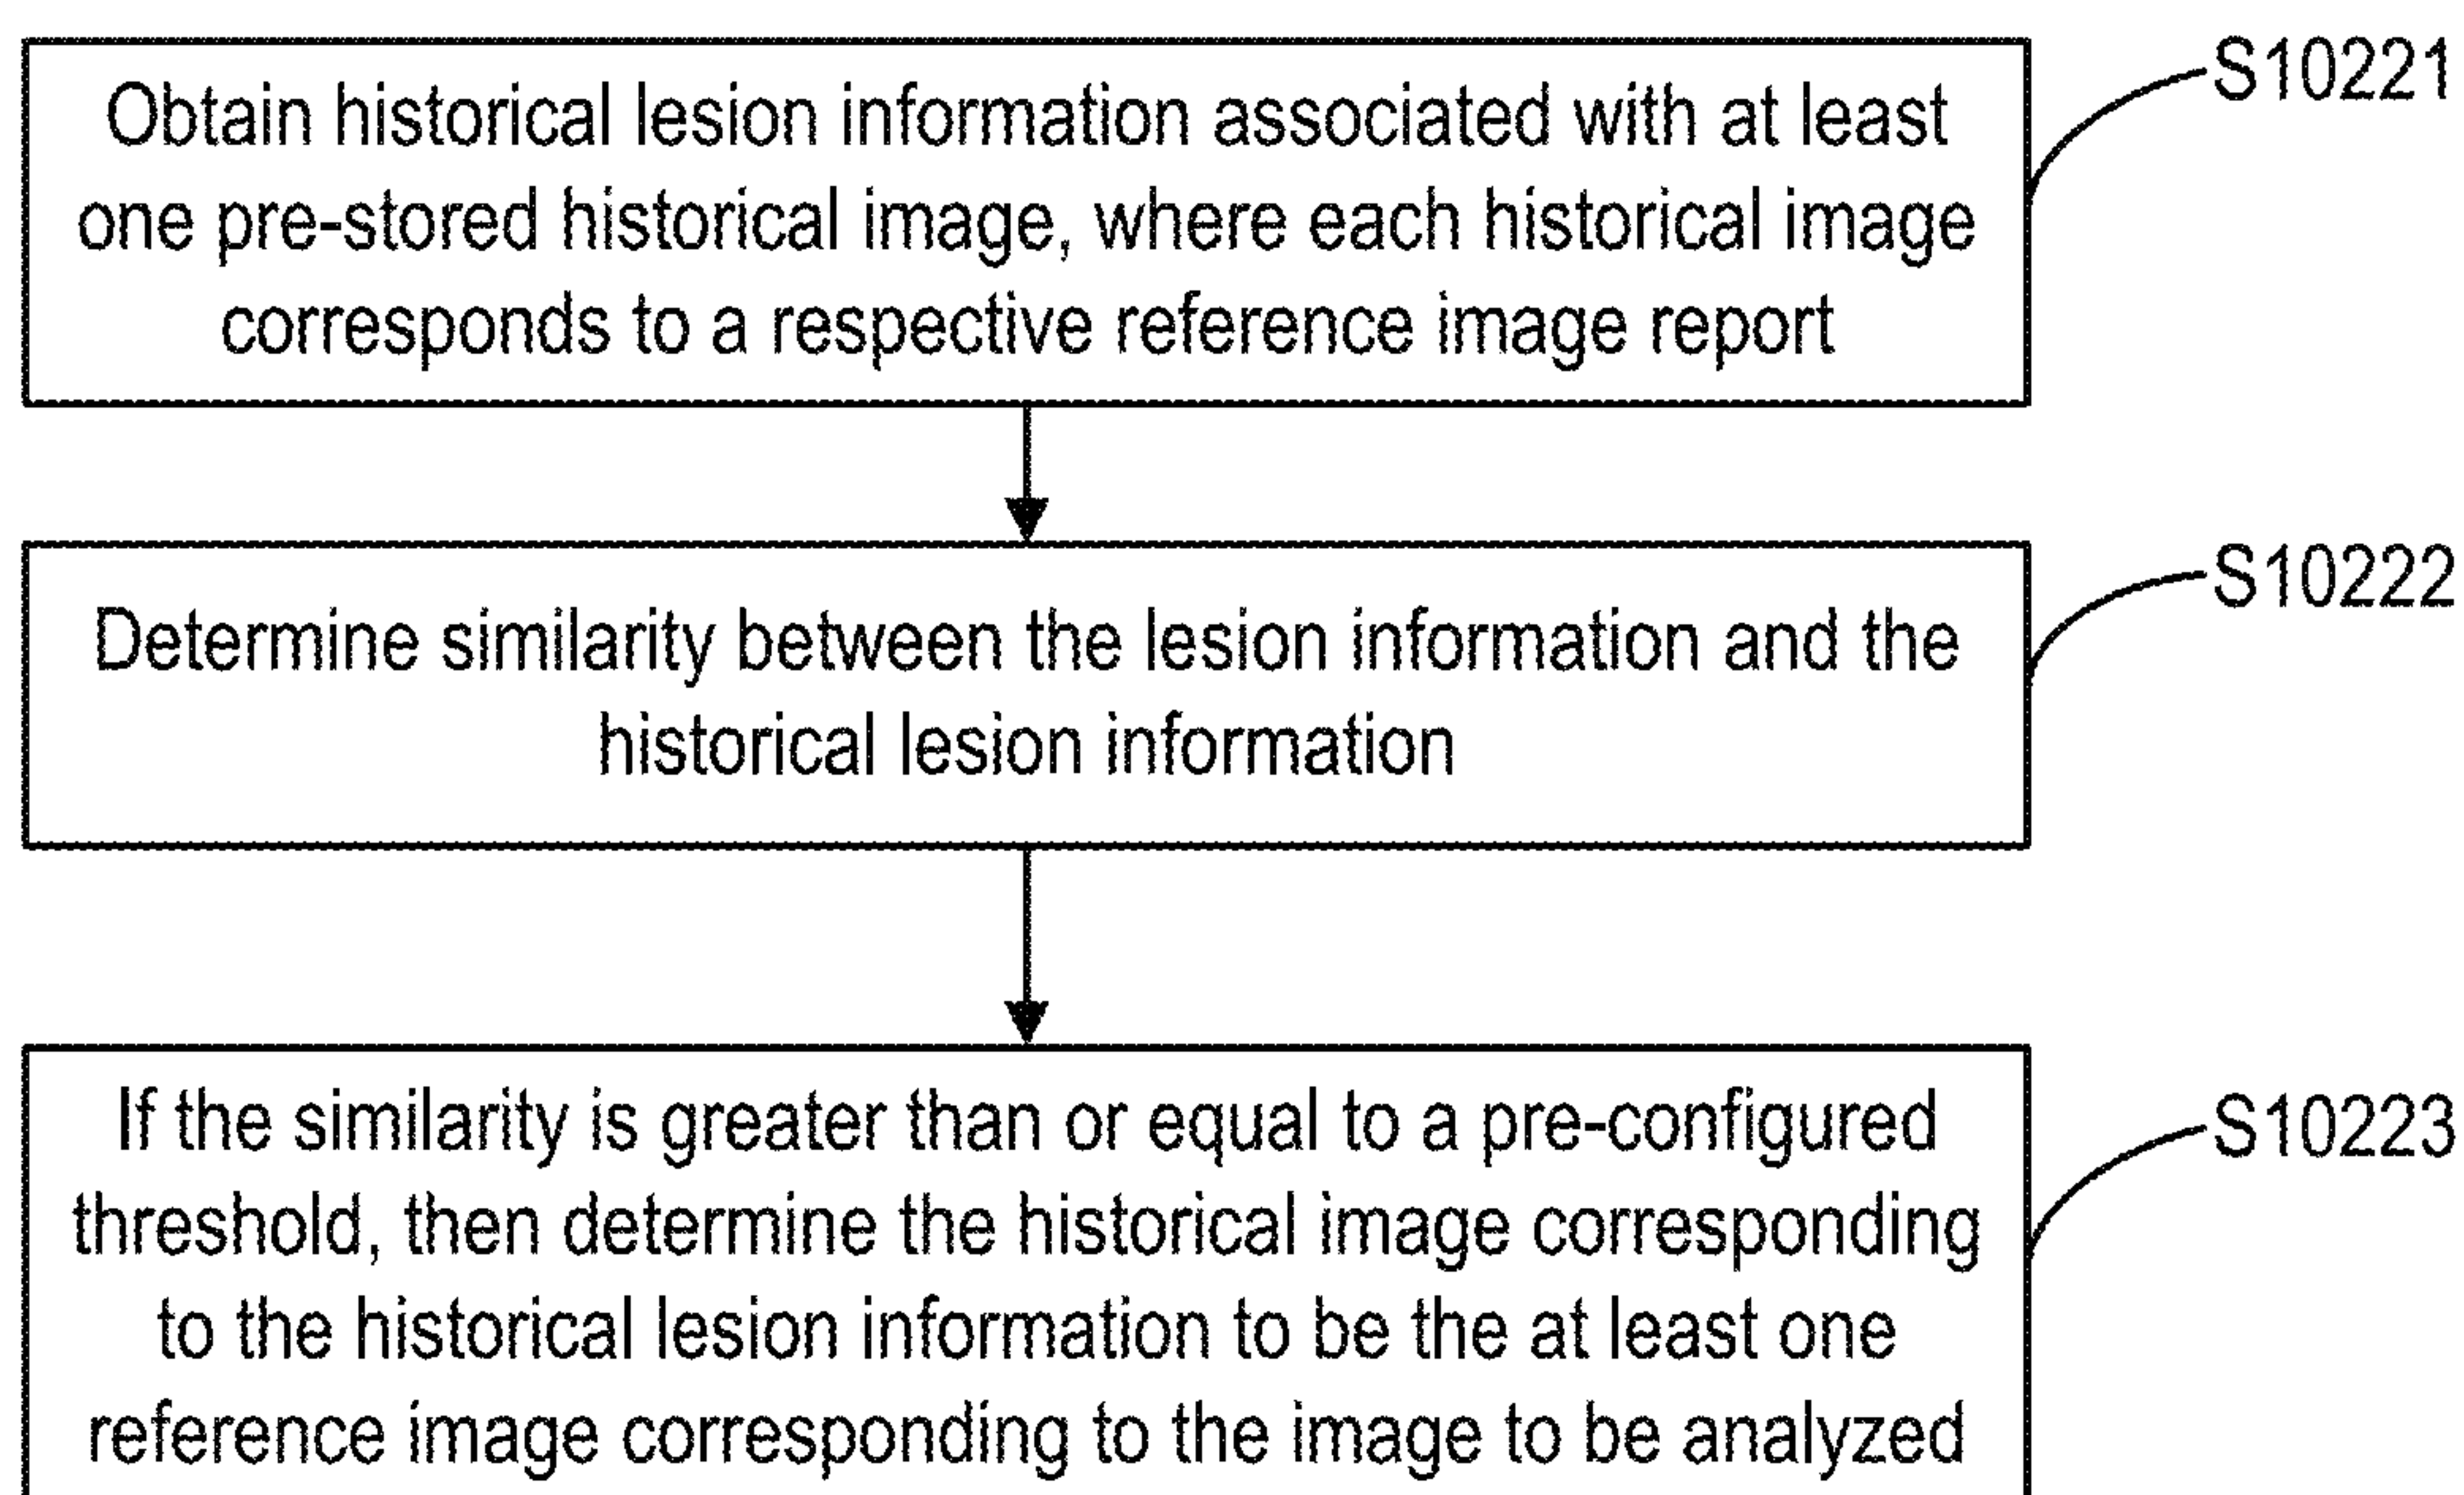 Obtain historical lesion information associated with at least
one pre-stored historical image, where each historical image
corresponds to a respective reference image report
S10221
Determine similarity between the lesion information and the
historical lesion information
S10222
If the similarity is greater than or equal to a pre-configured
threshold, then determine the historical image corresponding
to the historical lesion information to be the at least one
reference image corresponding to the image to be analyzed
S10223